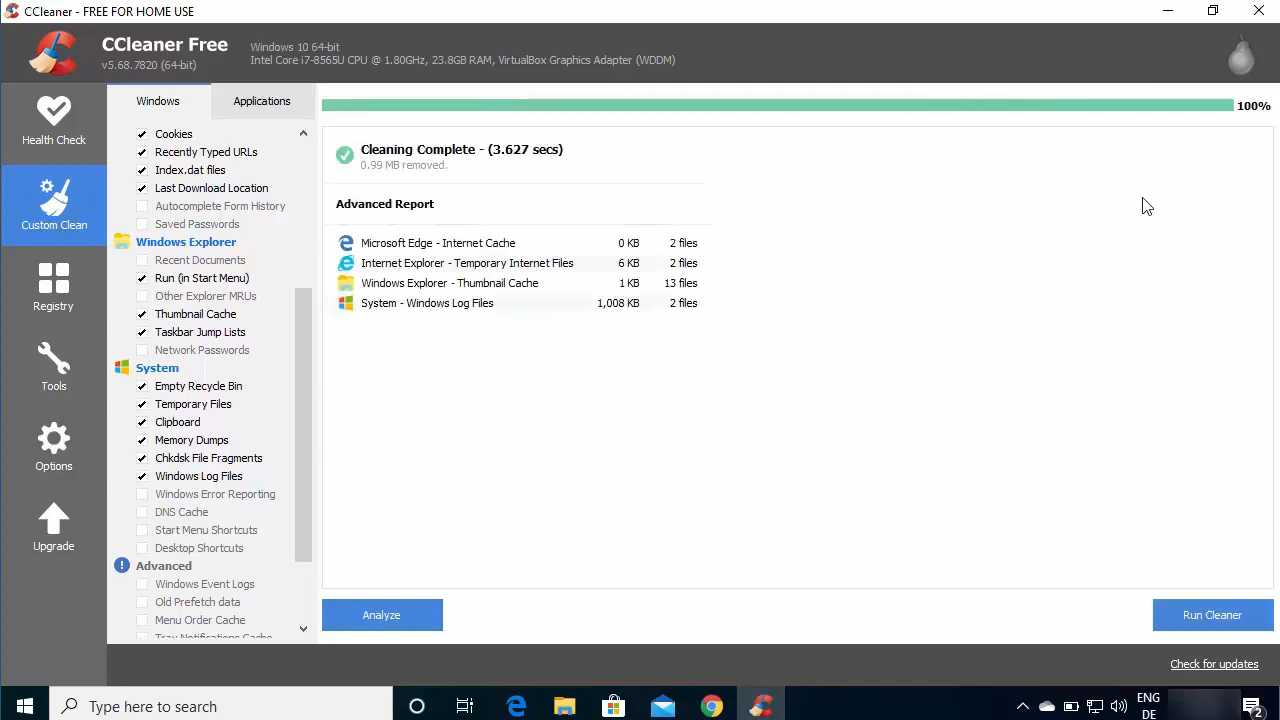 CCleaner - FREE FOR HOME USE
CCleaner Free
v5.68.7820 (64-bit)
Windows 10 64-bit
Intel Core i7-8565U CPU @ 1.80GHz, 23.8GB RAM, VirtualBox Graphics Adapter (WDDM)
Health Check
Custom Clean
Registry
Tools
Options
Upgrade
Windows
Applications
Cookies
Recently Typed URLs
Index.dat files
Last Download Location
Autocomplete Form History
Saved Passwords
Windows Explorer
Recent Documents
Run (in Start Menu)
Other Explorer MRUs
Thumbnail Cache
Taskbar Jump Lists
Network Passwords
System
Empty Recycle Bin
Temporary Files
Clipboard
Memory Dumps
Chkdsk File Fragments
Windows Log Files
Windows Error Reporting
DNS Cache
Start Menu Shortcuts
Desktop Shortcuts
Advanced
Windows Event Logs
Old Prefetch data
Menu Order Cache
Tray Notifications Cache
100%
Cleaning Complete - (3.627 secs)
0.99 MB removed.
Advanced Report
Microsoft Edge - Internet Cache 0 KB 2 files
Internet Explorer - Temporary Internet Files 6 KB 2 files
Windows Explorer - Thumbnail Cache 1 KB 13 files
System - Windows Log Files 1,008 KB 2 files
Analyze
Run Cleaner
Check for updates
Type here to search
ENG
DE
2